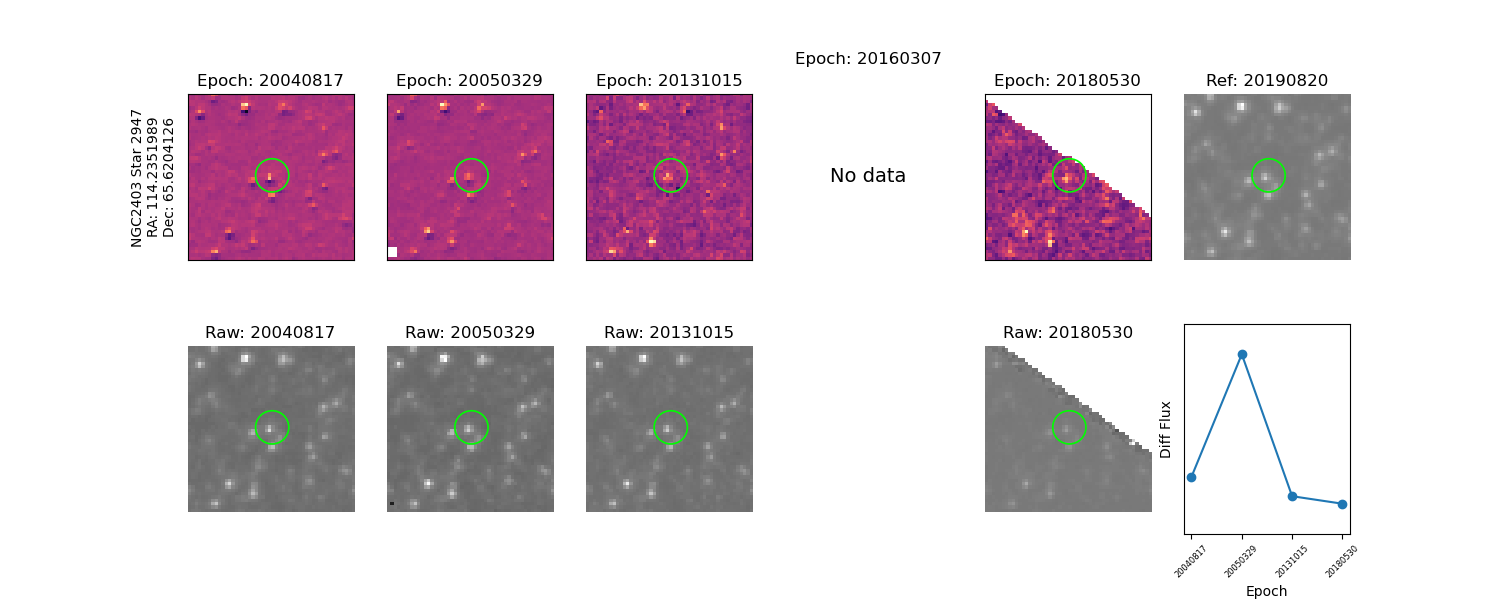 Epoch: 20160307
Epoch: 20040817
Epoch: 20050329
Epoch: 20131015
Epoch: 20180530
Ref: 20190820
NGC2403 Star 2947
RA: 114.2351989
Dec: 65.6204126
No data
Raw: 20040817
Raw: 20050329
Raw: 20131015
Raw: 20180530
Diff Flux
20040817
20050329
20131015
20180530
Epoch